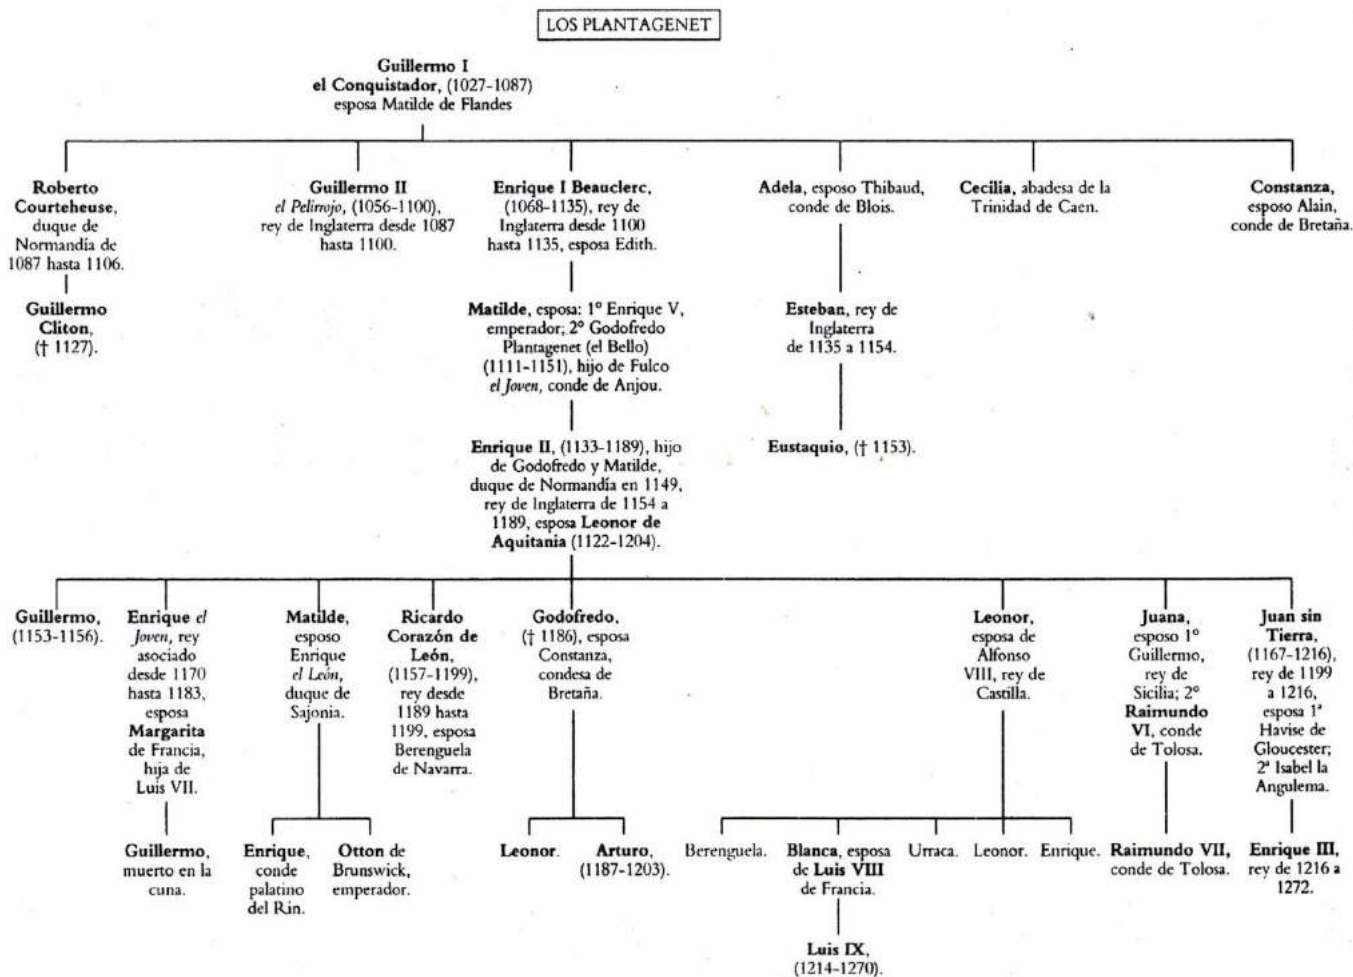 LOS PLANTAGENET
Guillermo I
el Conquistador, (1027-1087)
esposa Matilde de Flandes
Roberto
Courteheuse,
duque de
Normandía de
1087 hasta 1106.
Guillermo II
el Pelirrojo, (1056-1100),
rey de Inglaterra desde 1087
hasta 1100.
Enrique I Beauclerc,
(1068-1135), rey de
Inglaterra desde 1100
hasta 1135, esposa Edith.
Adela, esposo Thibaud,
conde de Blois.
Cecilia, abadesa de la
Trinidad de Caen.
Constanza,
esposo Alain,
conde de Bretaña.
Guillermo
Cliton,
(† 1127).
Matilde, esposa: 1º Enrique V,
emperador; 2º Godofredo
Plantagenet (el Bello)
(1111-1151), hijo de Fulco
el Joven, conde de Anjou.
Esteban, rey de
Inglaterra
de 1135 a 1154.
Enrique II, (1133-1189), hijo
de Godofredo y Matilde,
duque de Normandía en 1149,
rey de Inglaterra de 1154 a
1189, esposa Leonor de
Aquitania (1122-1204).
Eustaquio, († 1153).
Guillermo,
(1153-1156).
Enrique el
Joven, rey
asociado
desde 1170
hasta 1183,
esposa
Margarita
de Francia,
hija de
Luis VII.
Matilde,
esposo
Enrique
el León,
duque de
Sajonia.
Ricardo
Corazón de
León,
(1157-1199),
rey desde
1189 hasta
1199, esposa
Berenguela
de Navarra.
Godofredo,
(† 1186), esposa
Constanza,
condesa de
Bretaña.
Leonor,
esposa de
Alfonso
VIII, rey de
Castilla.
Juana,
esposo 1º
Guillermo,
rey de
Sicilia; 2º
Raimundo
VI, conde
de Tolosa.
Juan sin
Tierra,
(1167-1216),
rey de 1199
a 1216,
esposa 1ª
Havise de
Gloucester;
2ª Isabel la
Angulema.
Guillermo,
muerto en la
cuna.
Enrique,
conde
palatino
del Rin.
Otton de
Brunswick,
emperador.
Leonor.
Arturo,
(1187-1203).
Berenguela.
Blanca, esposa
de Luis VIII
de Francia.
Urraca.
Leonor.
Enrique.
Raimundo VII,
conde de Tolosa.
Enrique III,
rey de 1216 a
1272.
Luis IX,
(1214-1270).